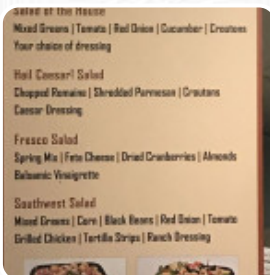 Salad of the House
Mixed Greens | Tomato | Red Onion | Cucumber | Croutons
Your choice of dressing
Hail Caesar! Salad
Chopped Romaine | Shredded Parmesan | Croutons
Caesar Dressing
Fresco Salad
Spring Mix | Feta Cheese | Dried Cranberries | Almonds
Balsamic Vinaigrette
Southwest Salad
Mixed Greens | Corn | Black Beans | Red Onion | Tomato
Grilled Chicken | Tortilla Strips | Ranch Dressing